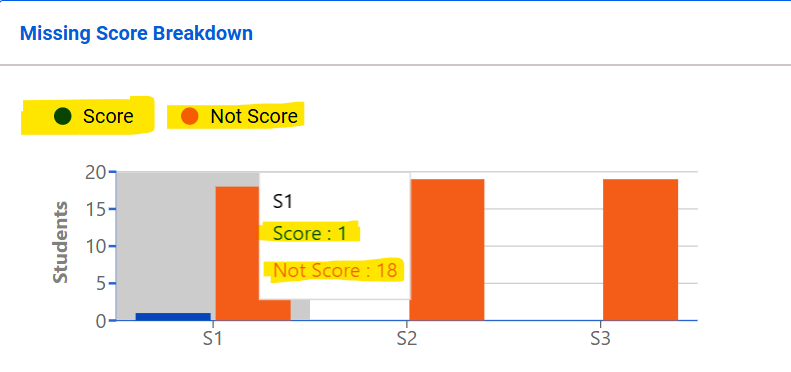 Missing Score Breakdown
Score
Not Score
20
15
10
5
0
Students
S1
Score : 1
Not Score : 18
S1
S2
S3